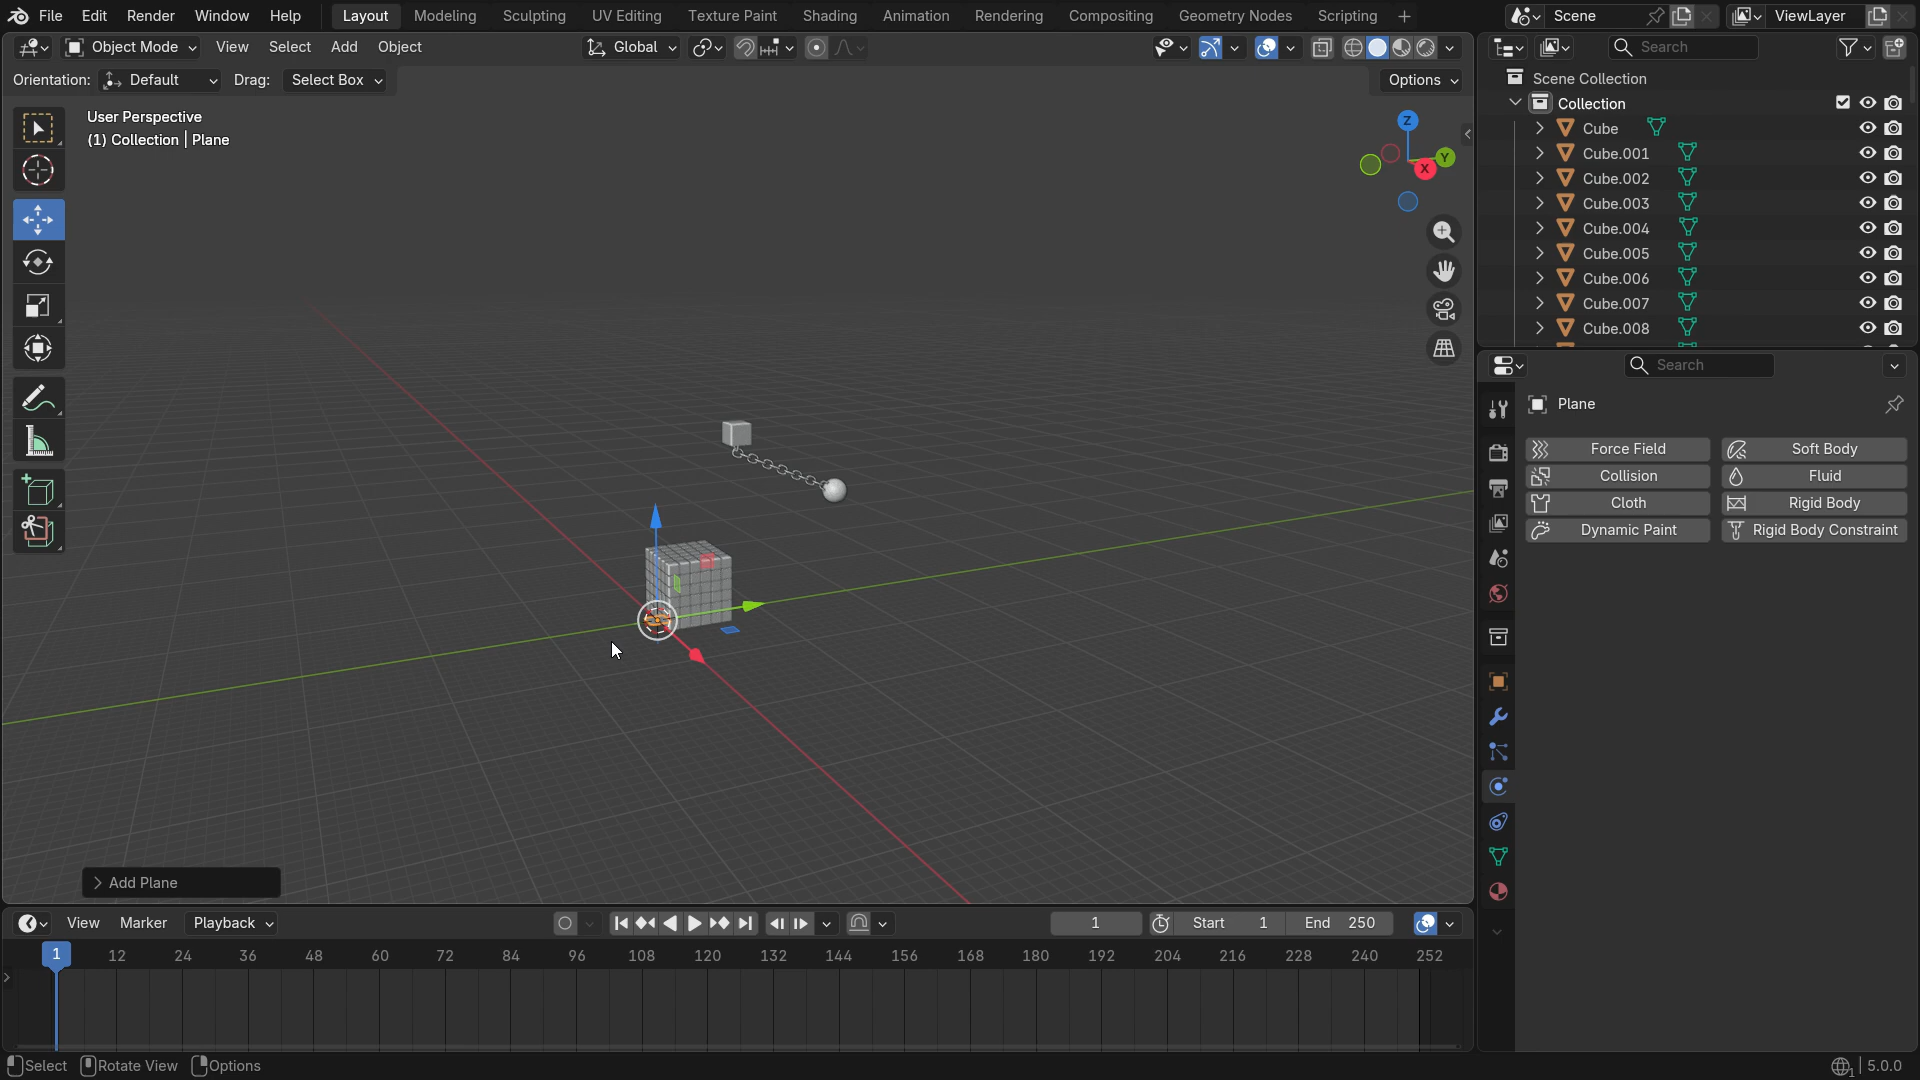 File Edit Render Window Help Layout Modeling Sculpting UV Editing Texture Paint Shading Animation Rendering Compositing Geometry Nodes Scripting + Scene ViewLayer
Object Mode View Select Add Object Global Search
Orientation: Default Drag: Select Box Options
User Perspective
(1) Collection | Plane
Z
Y
X
Scene Collection
Collection
Cube
Cube.001
Cube.002
Cube.003
Cube.004
Cube.005
Cube.006
Cube.007
Cube.008
Search
Plane
Force Field Soft Body
Collision Fluid
Cloth Rigid Body
Dynamic Paint Rigid Body Constraint
Add Plane
View Marker Playback 1 Start 1 End 250
1 12 24 36 48 60 72 84 96 108 120 132 144 156 168 180 192 204 216 228 240 252
Select Rotate View Options 5.0.0